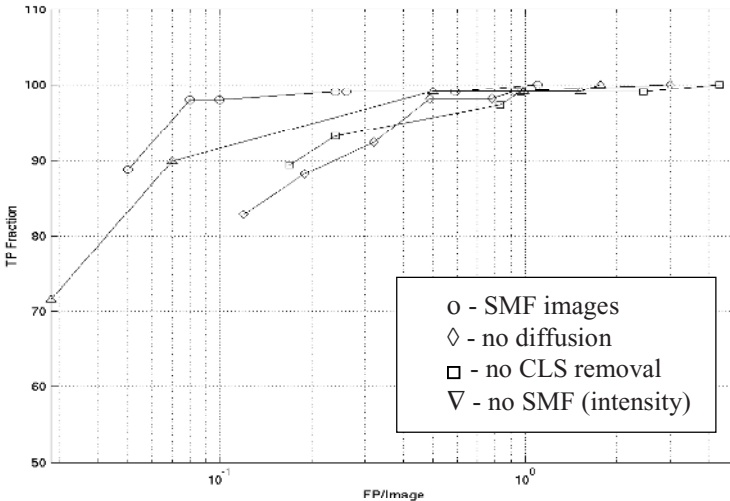 110
100
90
80
70
60
50
TP Fraction
10-1
100
FP/Image
o - SMF images
◊ - no diffusion
□ - no CLS removal
∇ - no SMF (intensity)